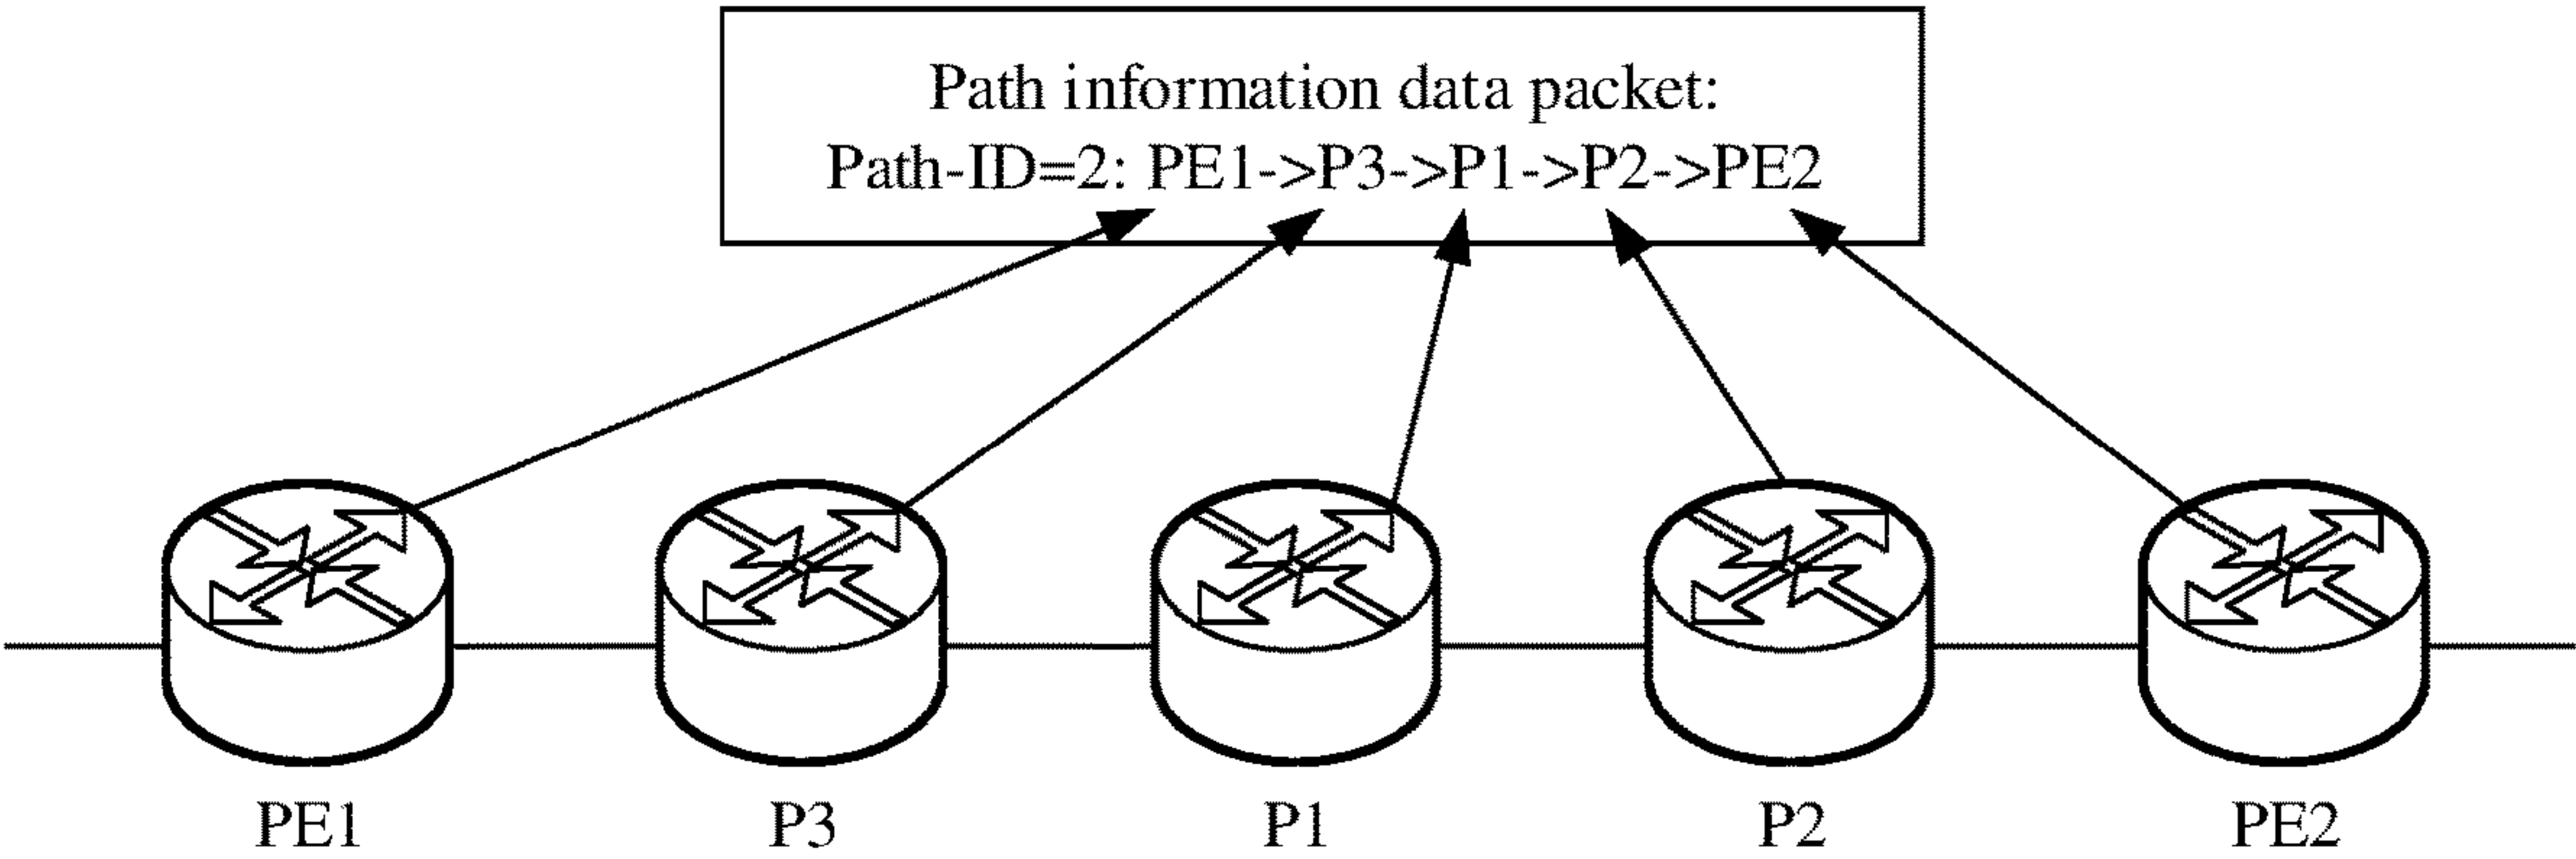 Path information data packet:
Path-ID=2: PE1->P3->P1->P2->PE2
PE1
P3
P1
P2
PE2